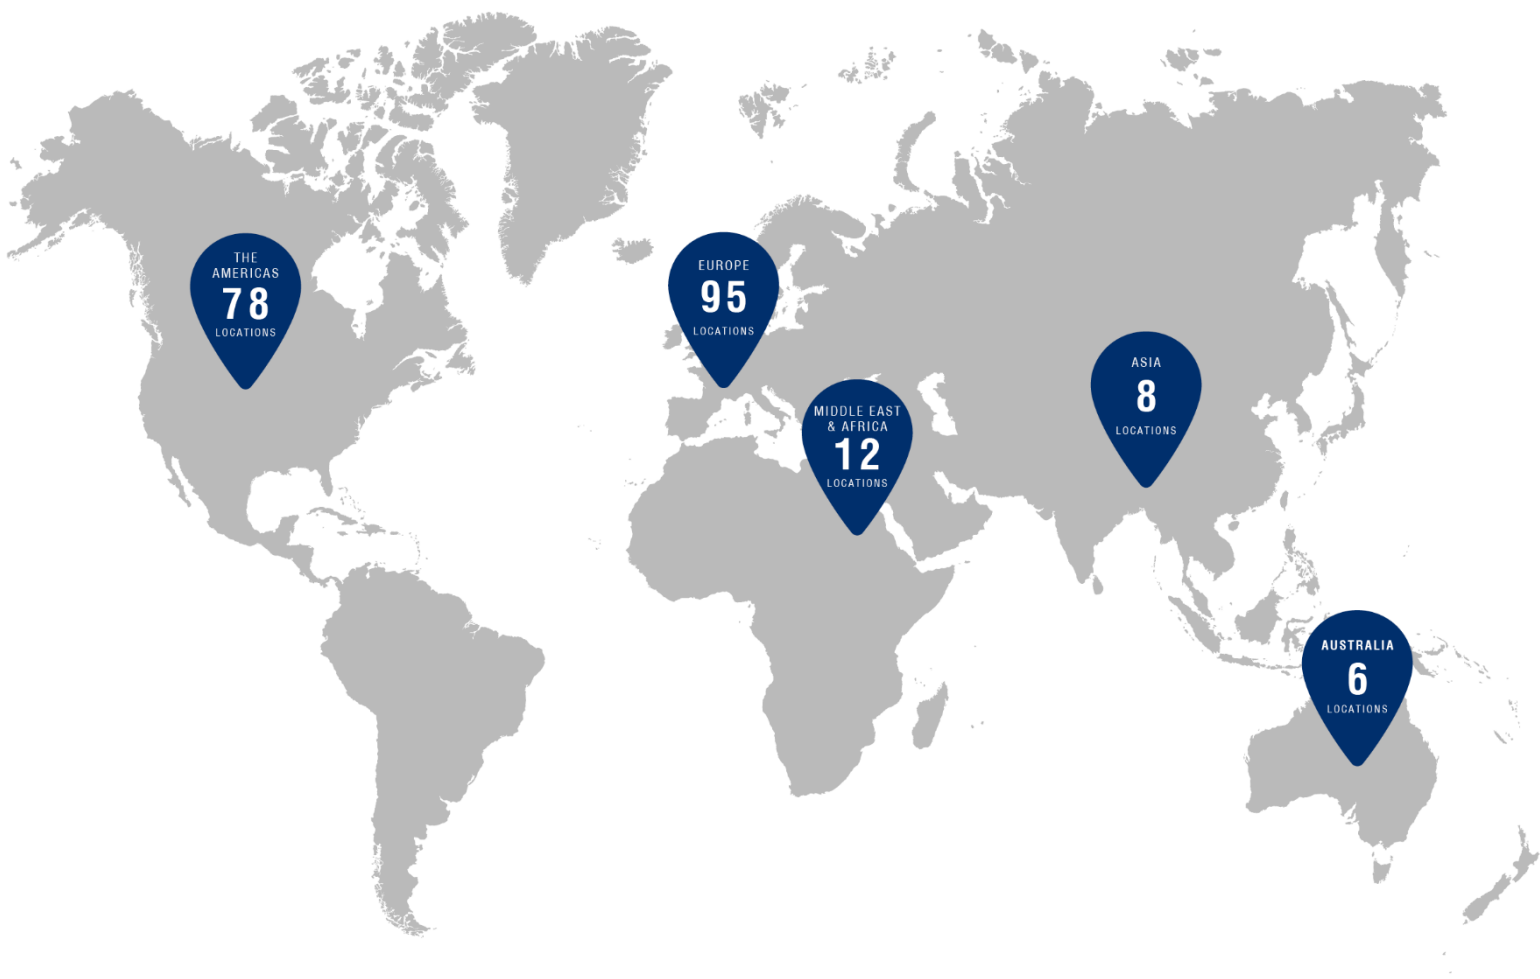 THE
AMERICAS
78
LOCATIONS
EUROPE
95
LOCATIONS
MIDDLE EAST
& AFRICA
12
LOCATIONS
ASIA
8
LOCATIONS
AUSTRALIA
6
LOCATIONS